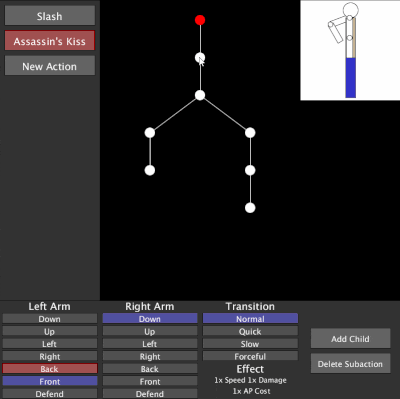 Slash
Assassin's Kiss
New Action
Left Arm
Down
Up
Left
Right
Back
Front
Defend
Right Arm
Down
Up
Left
Right
Back
Front
Defend
Transition
Normal
Quick
Slow
Forceful
Effect
1x Speed 1x Damage
1x AP Cost
Add Child
Delete Subaction